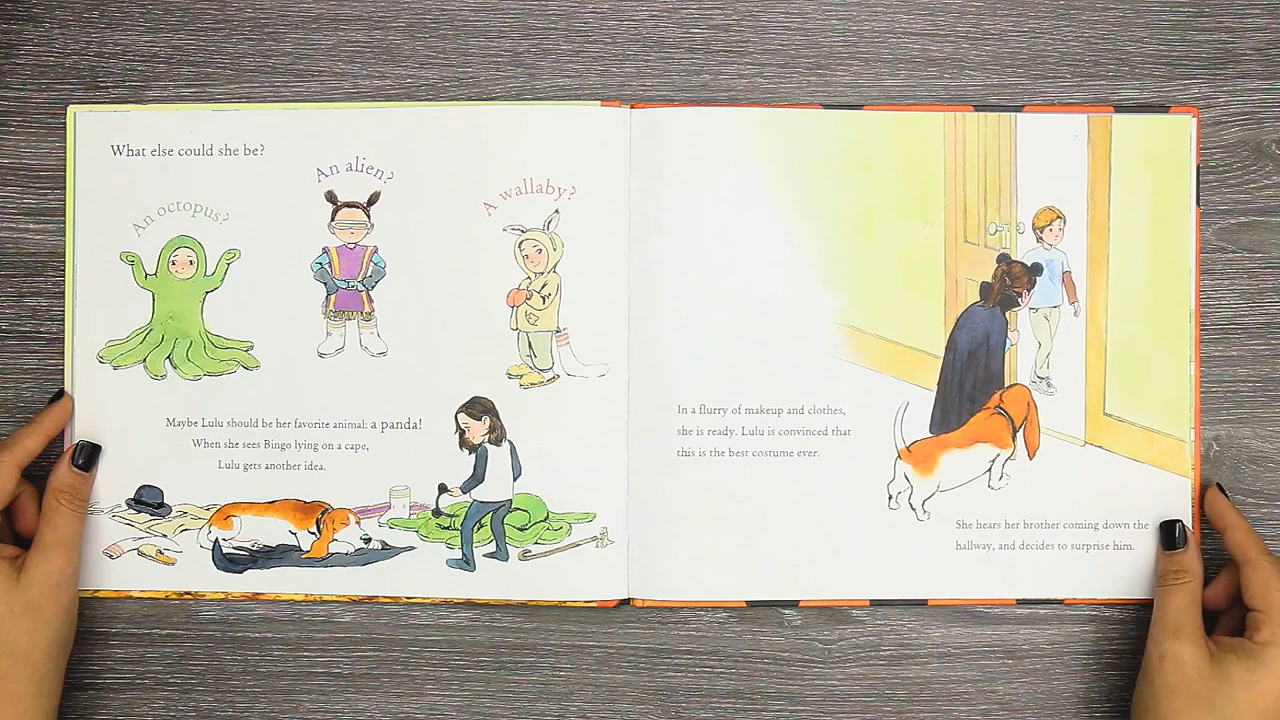 What else could she be?
An octopus?
An alien?
A wallaby?
Maybe Lulu should be her favorite animal: a panda!
When she sees Bingo lying on a cape,
Lulu gets another idea.
In a flurry of makeup and clothes,
she is ready. Lulu is convinced that
this is the best costume ever.
She hears her brother coming down the
hallway, and decides to surprise him.